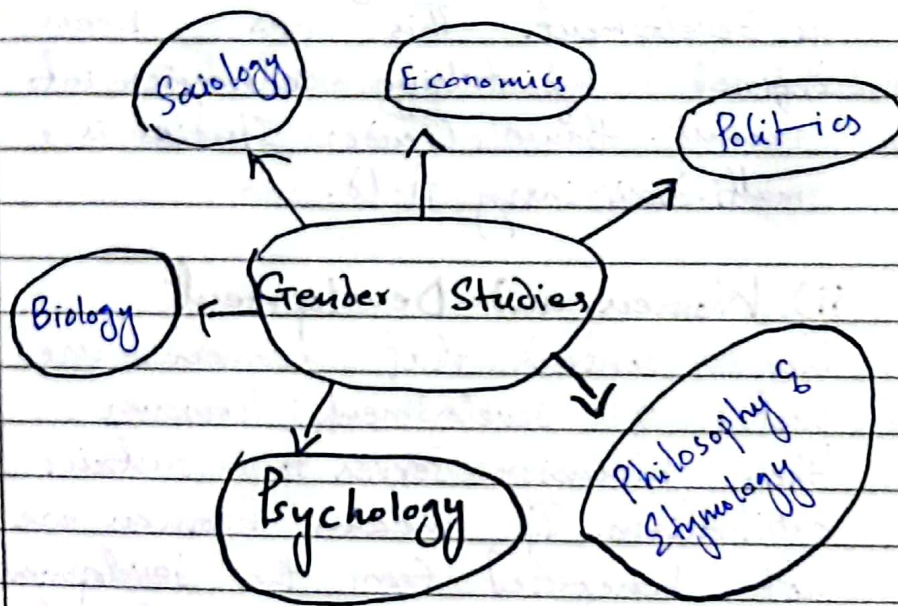 Sociology
Economics
Politics
Biology
Gender Studies
Psychology
Philosophy &
Etymology